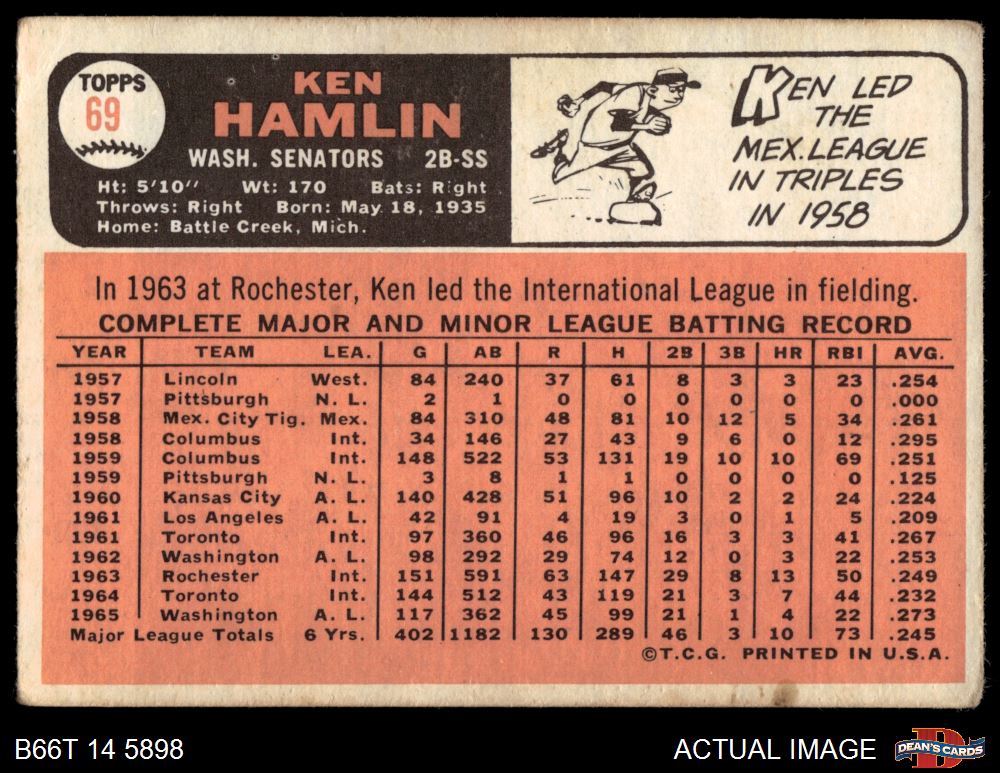 TOPPS
69
KEN
HAMLIN
WASH. SENATORS 2B-SS
Ht: 5'10" Wt: 170 Bats: Right
Throws: Right Born: May 18, 1935
Home: Battle Creek, Mich.
KEN LED
THE
MEX. LEAGUE
IN TRIPLES
IN 1958
In 1963 at Rochester, Ken led the International League in fielding.
COMPLETE MAJOR AND MINOR LEAGUE BATTING RECORD
YEAR TEAM LEA. G AB R H 2B 3B HR RBI AVG.
1957 Lincoln West. 84 240 37 61 8 3 3 23 .254
1957 Pittsburgh N. L. 2 1 0 0 0 0 0 0 .000
1958 Mex. City Tig. Mex. 84 310 48 81 10 12 5 34 .261
1958 Columbus Int. 34 146 27 43 9 6 0 12 .295
1959 Columbus Int. 148 522 53 131 19 10 10 69 .251
1959 Pittsburgh N. L. 3 8 1 1 0 0 0 0 .125
1960 Kansas City A. L. 140 428 51 96 10 2 2 24 .224
1961 Los Angeles A. L. 42 91 4 19 3 0 1 5 .209
1961 Toronto Int. 97 360 46 96 16 3 3 41 .267
1962 Washington A. L. 98 292 29 74 12 0 3 22 .253
1963 Rochester Int. 151 591 63 147 29 8 13 50 .249
1964 Toronto Int. 144 512 43 119 21 3 7 44 .232
1965 Washington A. L. 117 362 45 99 21 1 4 22 .273
Major League Totals 6 Yrs. 402 1182 130 289 46 3 10 73 .245
©T.C.G. PRINTED IN U.S.A.
B66T 14 5898
ACTUAL IMAGE
D
DEAN'S CARDS